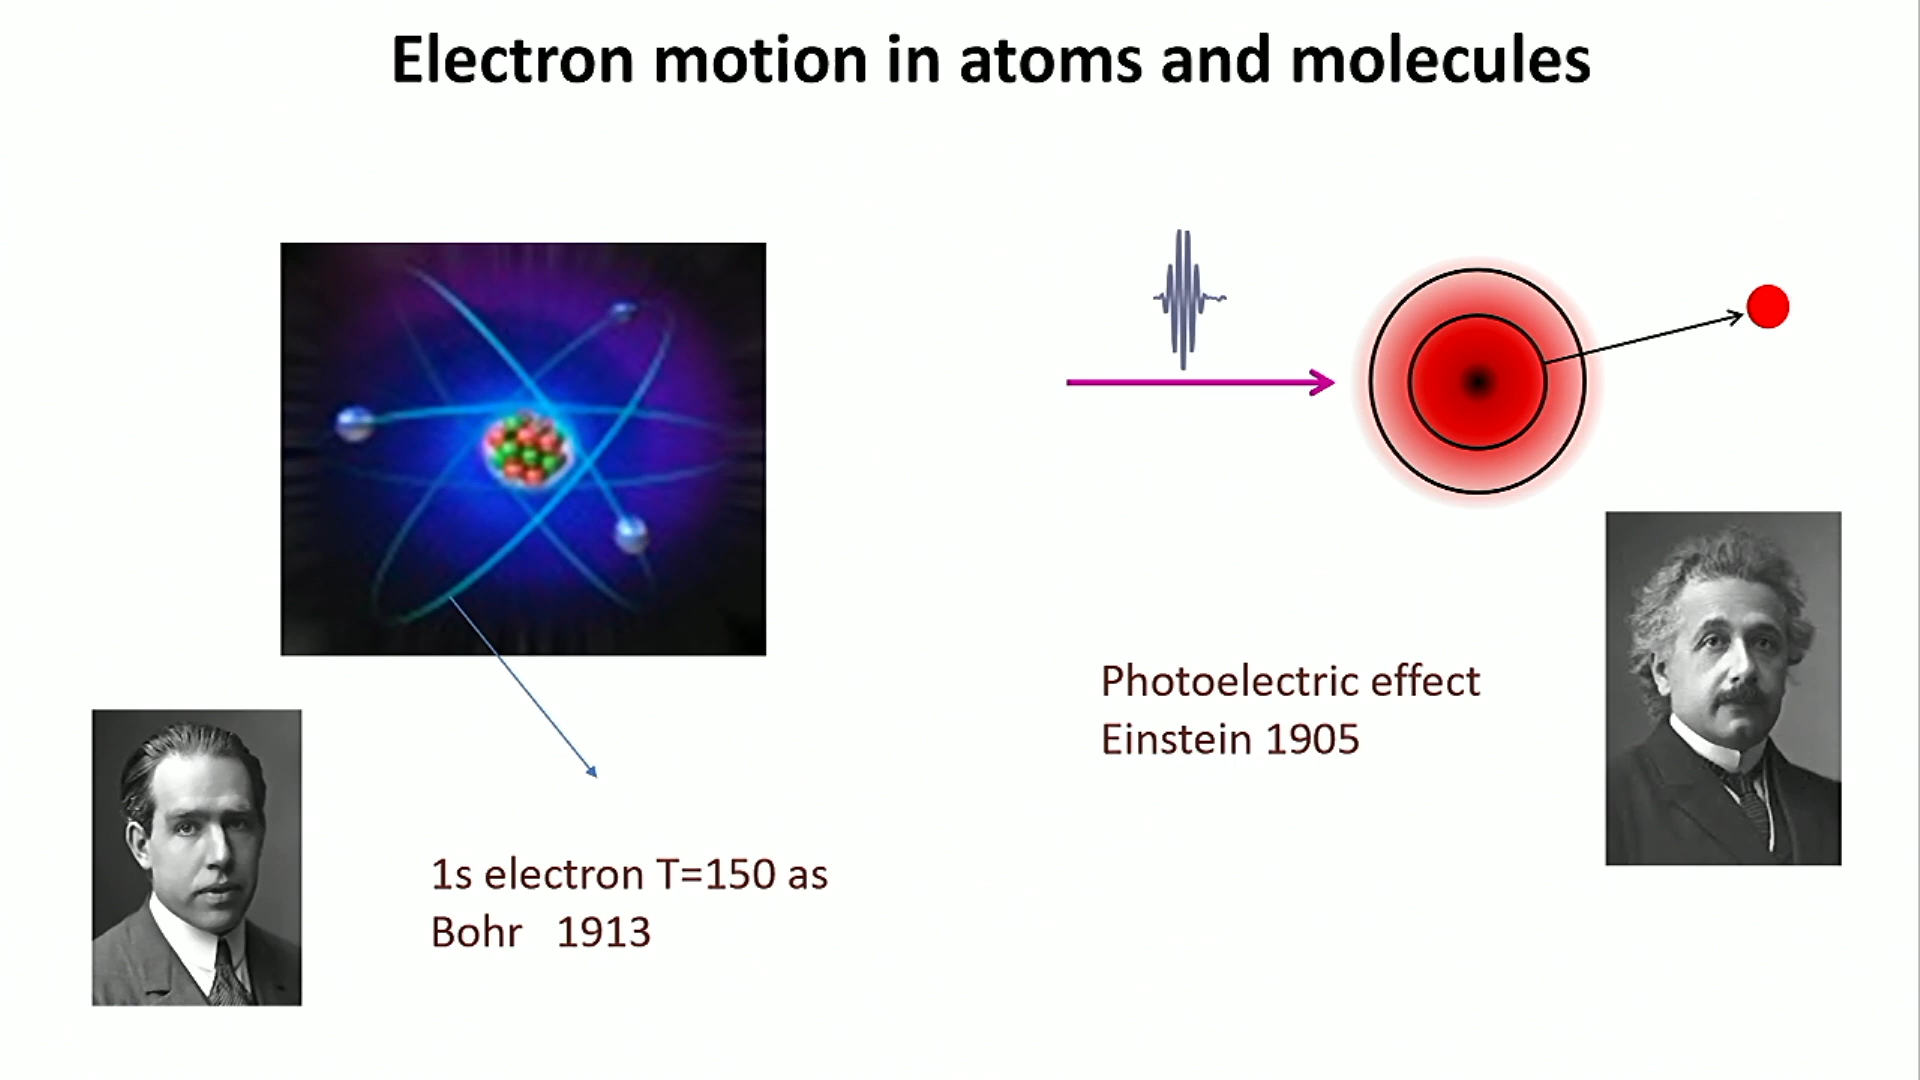 Electron motion in atoms and molecules
Photoelectric effect
Einstein 1905
1s electron T=150 as
Bohr 1913